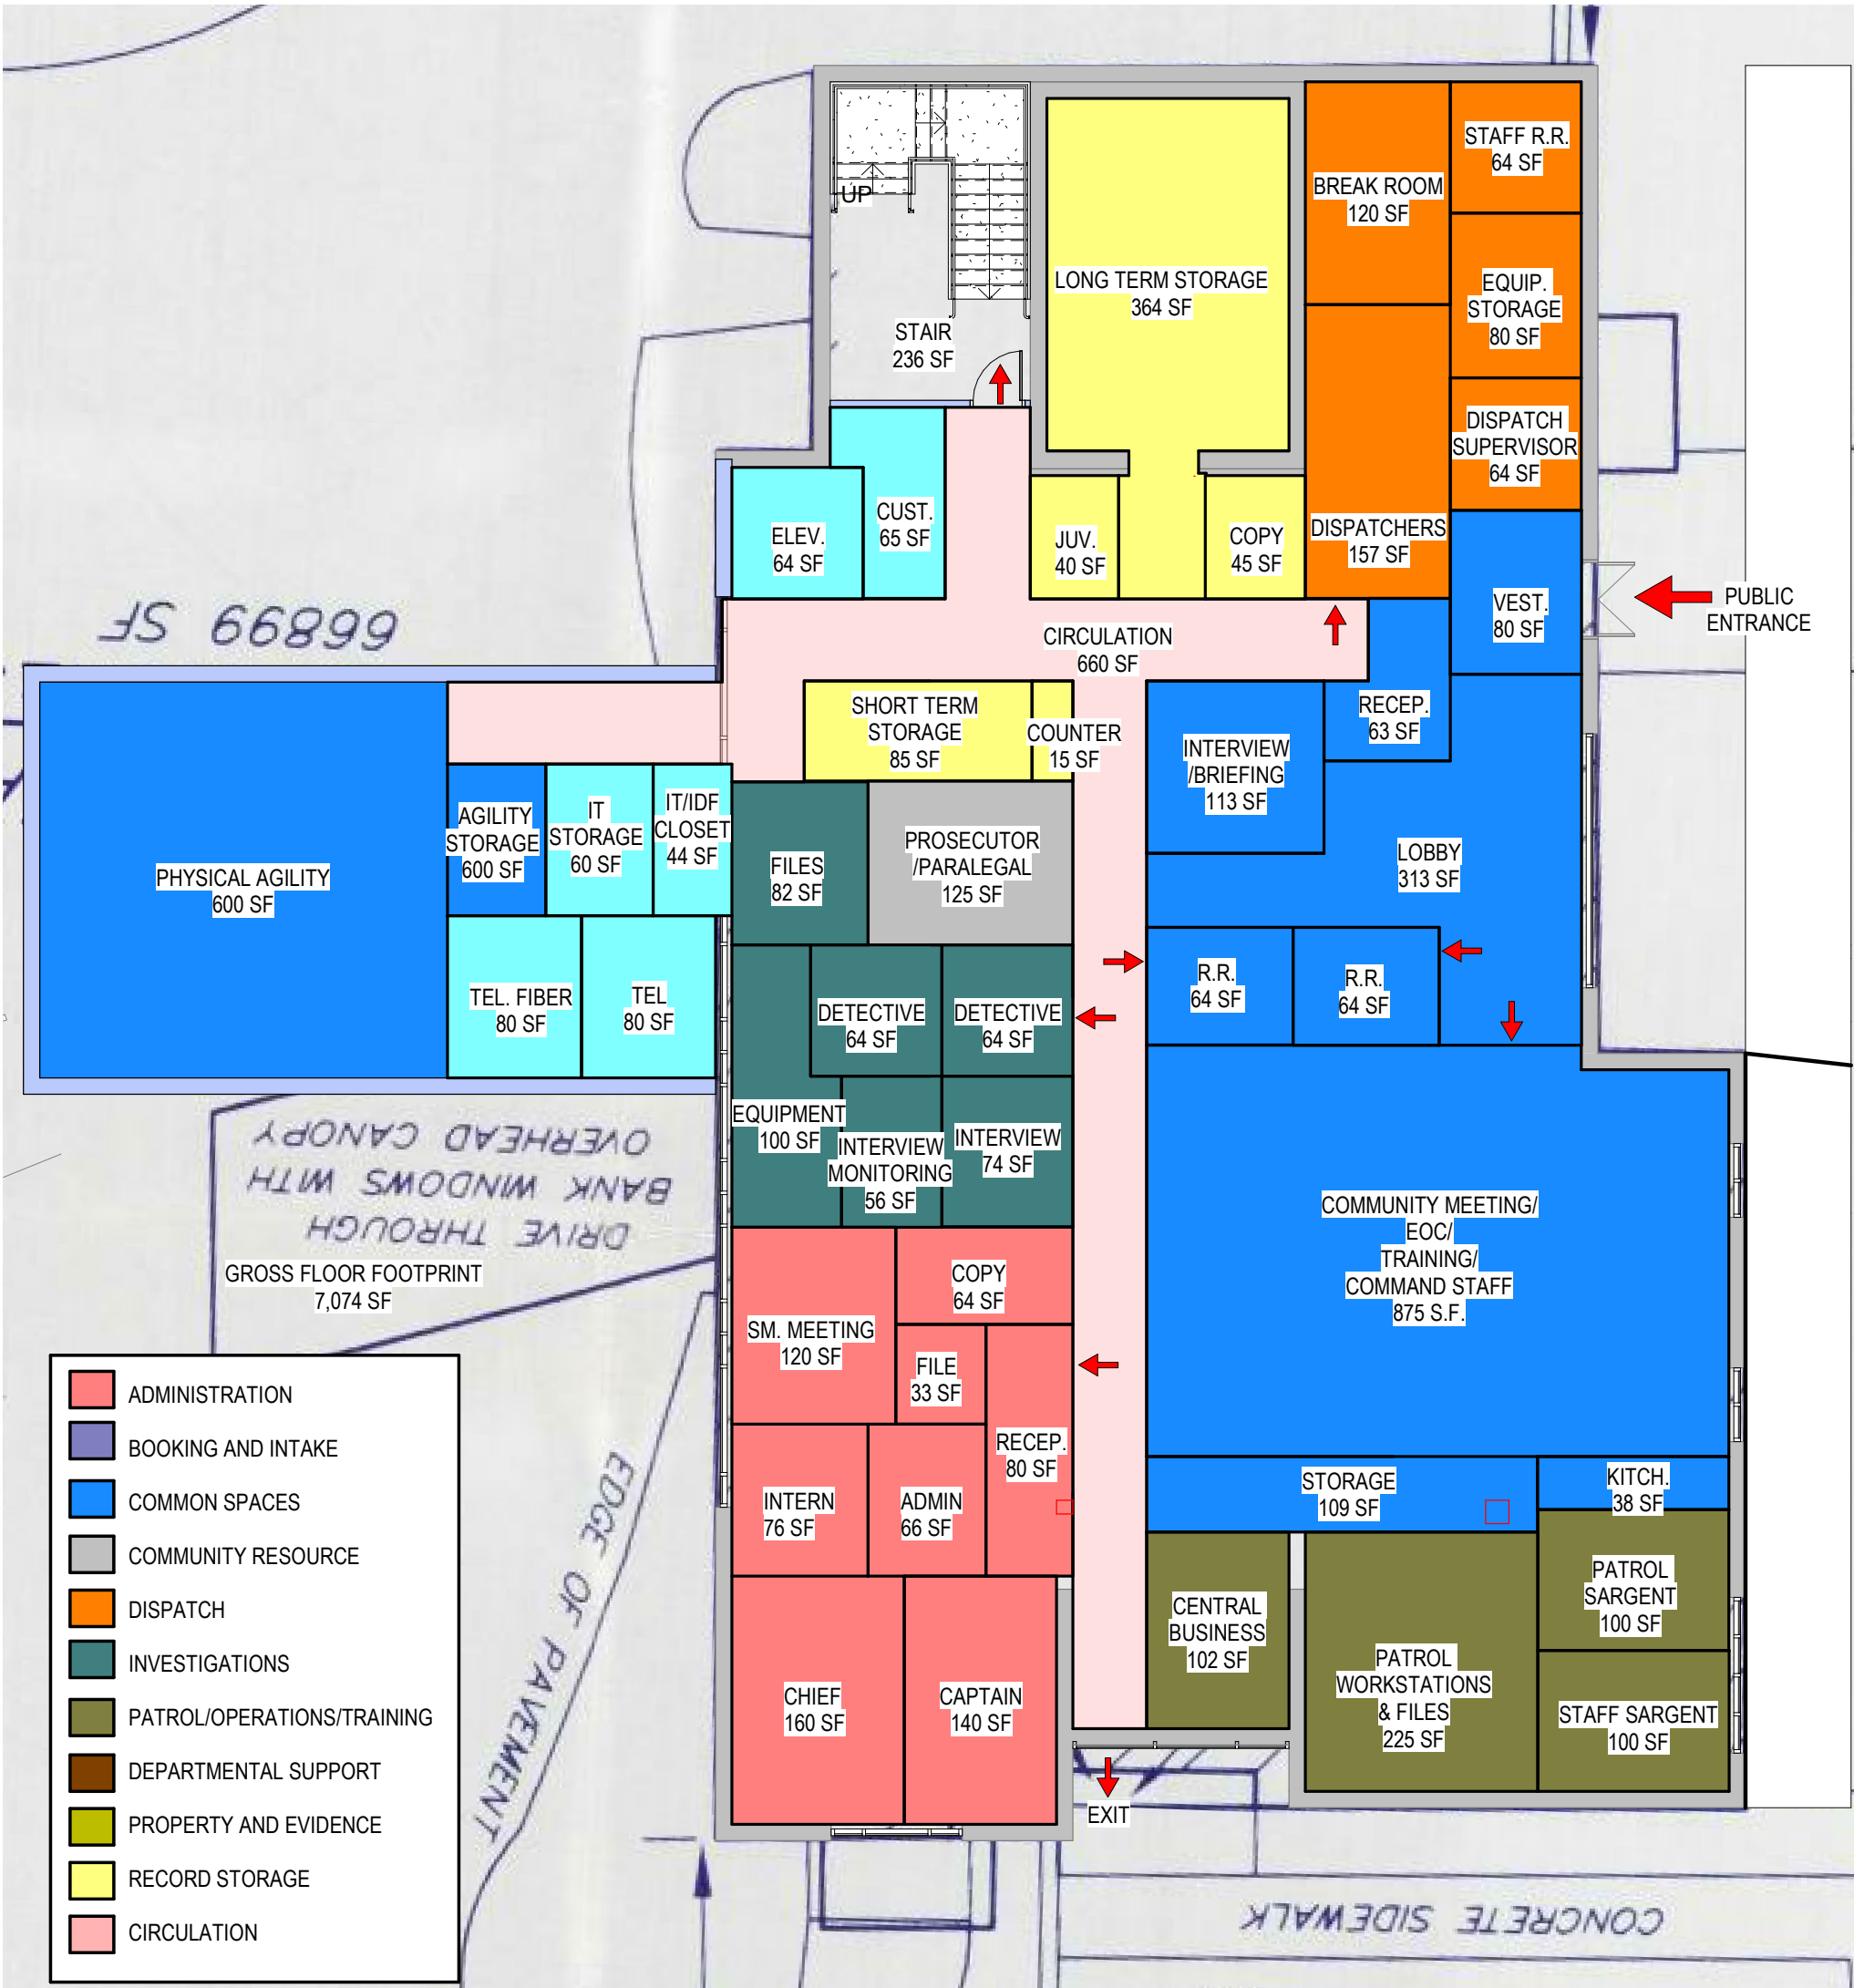 STAFF R.R.
64 SF
BREAK ROOM
120 SF
UP
LONG TERM STORAGE
364 SF
EQUIP.
STORAGE
80 SF
STAIR
236 SF
DISPATCH
SUPERVISOR
64 SF
CUST.
65 SF
ELEV.
64 SF
JUV.
40 SF
COPY
45 SF
DISPATCHERS
157 SF
VEST.
80 SF
PUBLIC
ENTRANCE
66899 SF
CIRCULATION
660 SF
SHORT TERM
STORAGE
85 SF
COUNTER
15 SF
RECEP.
63 SF
INTERVIEW
/BRIEFING
113 SF
AGILITY
STORAGE
600 SF
IT
STORAGE
60 SF
IT/IDF
CLOSET
44 SF
PHYSICAL AGILITY
600 SF
FILES
82 SF
PROSECUTOR
/PARALEGAL
125 SF
LOBBY
313 SF
TEL. FIBER
80 SF
TEL
80 SF
DETECTIVE
64 SF
DETECTIVE
64 SF
R.R.
64 SF
R.R.
64 SF
EQUIPMENT
100 SF
INTERVIEW
MONITORING
56 SF
INTERVIEW
74 SF
DRIVE THROUGH
BANK WINDOWS WITH
OVERHEAD CANOPY
GROSS FLOOR FOOTPRINT
7,074 SF
COMMUNITY MEETING/
EOC/
TRAINING/
COMMAND STAFF
875 S.F.
COPY
64 SF
SM. MEETING
120 SF
FILE
33 SF
RECEP.
80 SF
INTERN
76 SF
ADMIN
66 SF
STORAGE
109 SF
KITCH.
38 SF
EDGE OF PAVEMENT
CENTRAL
BUSINESS
102 SF
PATROL
SARGENT
100 SF
PATROL
WORKSTATIONS
& FILES
225 SF
STAFF SARGENT
100 SF
CHIEF
160 SF
CAPTAIN
140 SF
EXIT
CONCRETE SIDEWALK
ADMINISTRATION
BOOKING AND INTAKE
COMMON SPACES
COMMUNITY RESOURCE
DISPATCH
INVESTIGATIONS
PATROL/OPERATIONS/TRAINING
DEPARTMENTAL SUPPORT
PROPERTY AND EVIDENCE
RECORD STORAGE
CIRCULATION